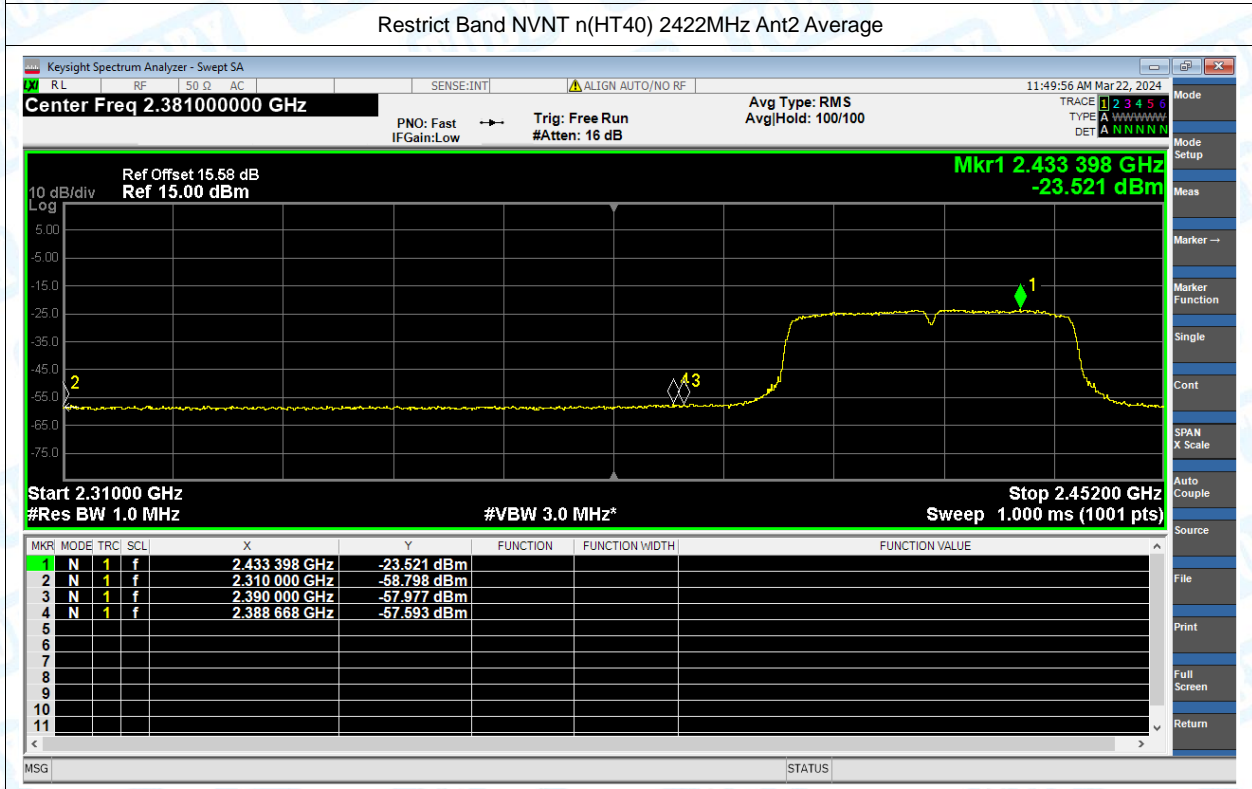 Restrict Band NVNT n(HT40) 2422MHz Ant2 Average
Keysight Spectrum Analyzer - Swept SA
LXI RL RF 50 Ω AC SENSE:INT ALIGN AUTO/NO RF 11:49:56 AM Mar 22, 2024
Center Freq 2.381000000 GHz
PNO: Fast
IFGain:Low
Trig: Free Run
#Atten: 16 dB
Avg Type: RMS
Avg|Hold: 100/100
TRACE 1 2 3 4 5 6
TYPE A WWWWW
DET A N N N N N
Mkr1 2.433 398 GHz
-23.521 dBm
Ref Offset 15.58 dB
10 dB/div Ref 15.00 dBm
Log
5.00
-5.00
-15.0
-25.0
-35.0
-45.0
-55.0
-65.0
-75.0
1
2
43
Start 2.31000 GHz Stop 2.45200 GHz
#Res BW 1.0 MHz #VBW 3.0 MHz* Sweep 1.000 ms (1001 pts)
MKR MODE TRC SCL X Y FUNCTION FUNCTION WIDTH FUNCTION VALUE
1 N 1 f 2.433 398 GHz -23.521 dBm
2 N 1 f 2.310 000 GHz -58.798 dBm
3 N 1 f 2.390 000 GHz -57.977 dBm
4 N 1 f 2.388 668 GHz -57.593 dBm
5
6
7
8
9
10
11
MSG STATUS
Mode
Mode
Setup
Meas
Marker →
Marker
Function
Single
Cont
SPAN
X Scale
Auto
Couple
Source
File
Print
Full
Screen
Return